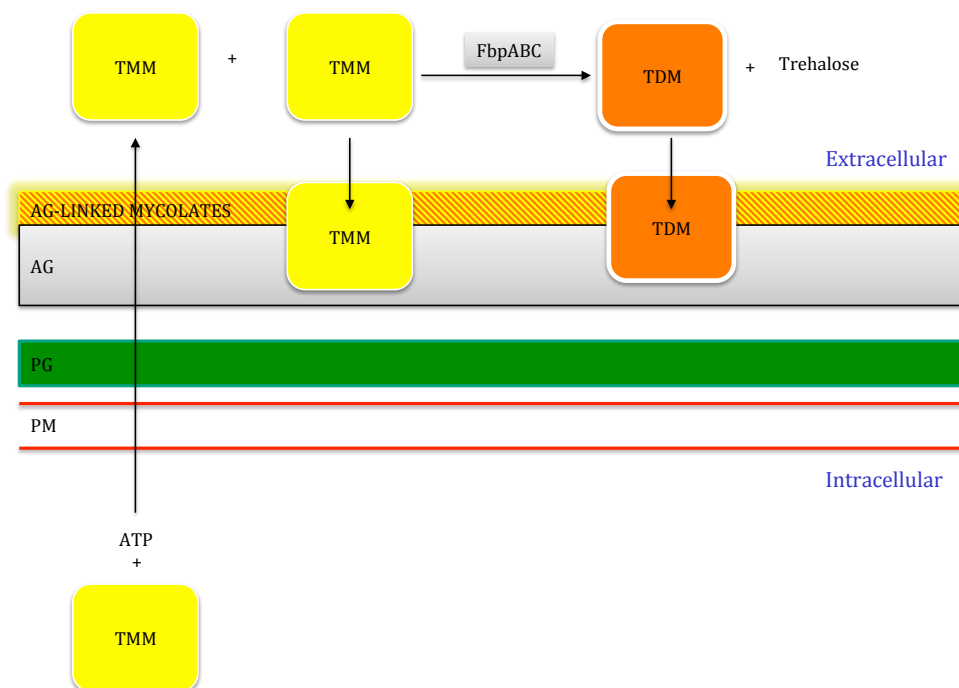 FbpABC
TMM
+
TMM
TDM
+
Trehalose
Extracellular
AG-LINKED MYCOLATES
TMM
TDM
AG
PG
PM
Intracellular
ATP
+
TMM